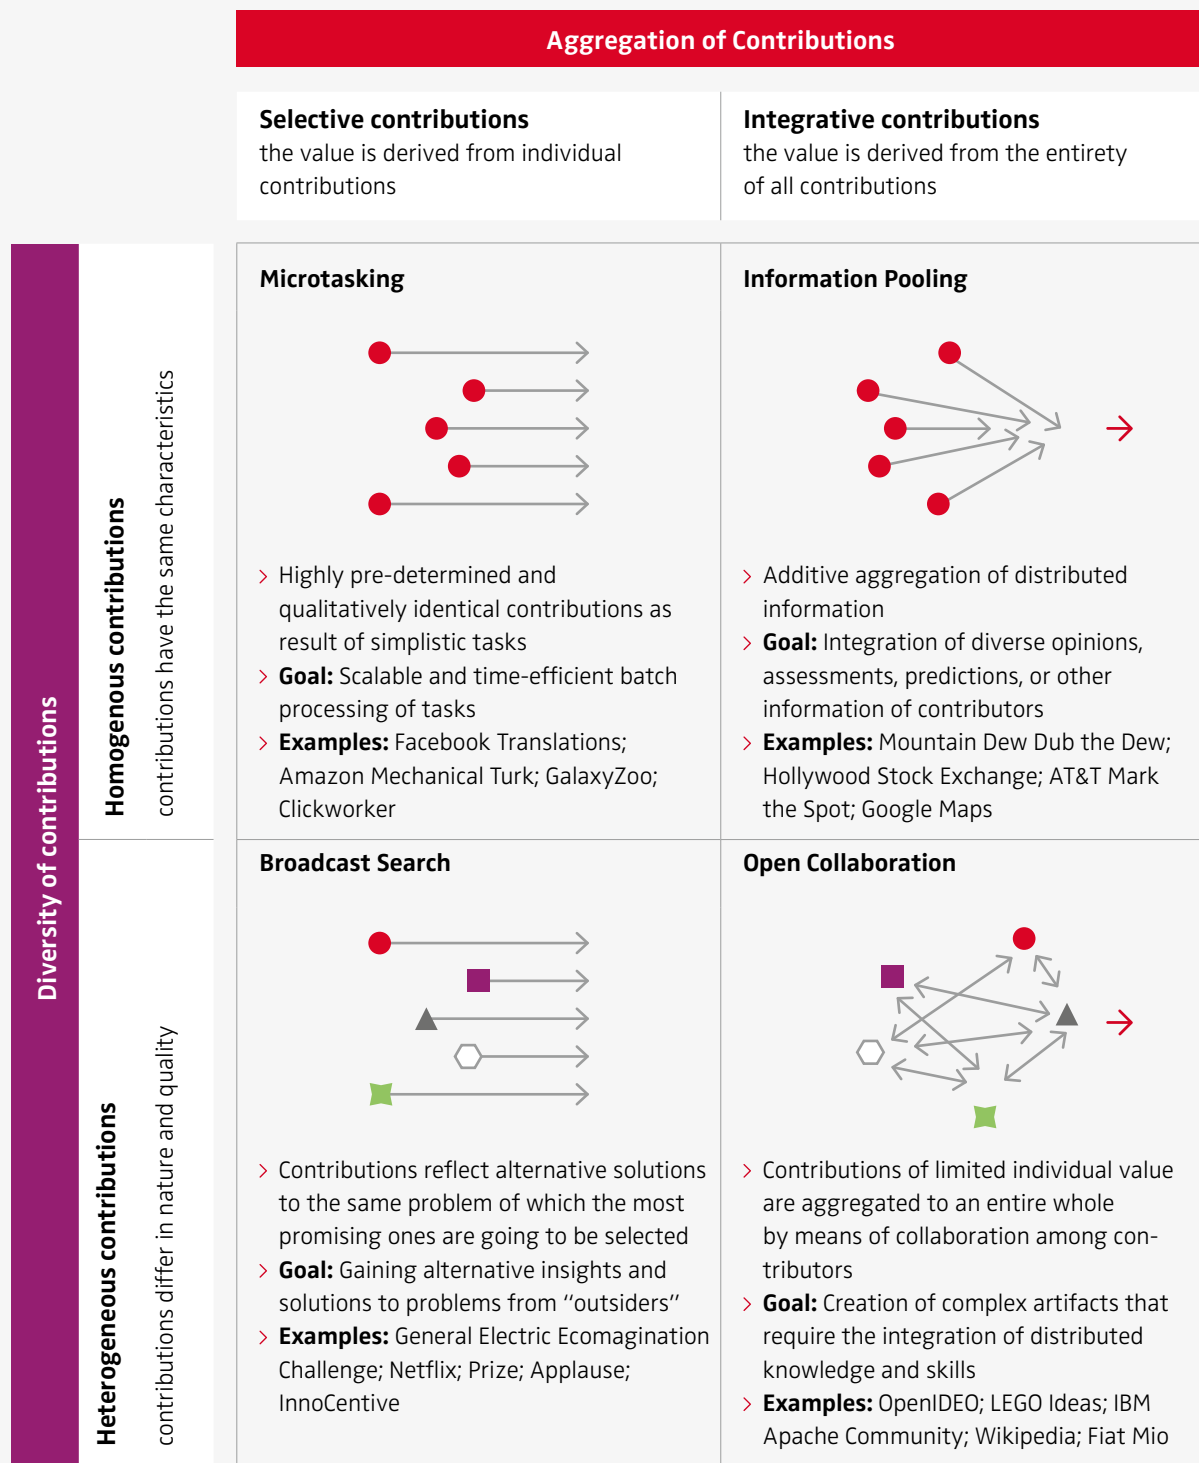 Aggregation of Contributions
Selective contributions
the value is derived from individual
contributions
Integrative contributions
the value is derived from the entirety
of all contributions
Diversity of contributions
Homogenous contributions
contributions have the same characteristics
Microtasking
> Highly pre-determined and
qualitatively identical contributions as
result of simplistic tasks
> Goal: Scalable and time-efficient batch
processing of tasks
> Examples: Facebook Translations;
Amazon Mechanical Turk; GalaxyZoo;
Clickworker
Information Pooling
> Additive aggregation of distributed
information
> Goal: Integration of diverse opinions,
assessments, predictions, or other
information of contributors
> Examples: Mountain Dew Dub the Dew;
Hollywood Stock Exchange; AT&T Mark
the Spot; Google Maps
Heterogeneous contributions
contributions differ in nature and quality
Broadcast Search
> Contributions reflect alternative solutions
to the same problem of which the most
promising ones are going to be selected
> Goal: Gaining alternative insights and
solutions to problems from “outsiders”
> Examples: General Electric Ecomagination
Challenge; Netflix; Prize; Applause;
InnoCentive
Open Collaboration
> Contributions of limited individual value
are aggregated to an entire whole
by means of collaboration among con-
tributors
> Goal: Creation of complex artifacts that
require the integration of distributed
knowledge and skills
> Examples: OpenIDEO; LEGO Ideas; IBM
Apache Community; Wikipedia; Fiat Mio